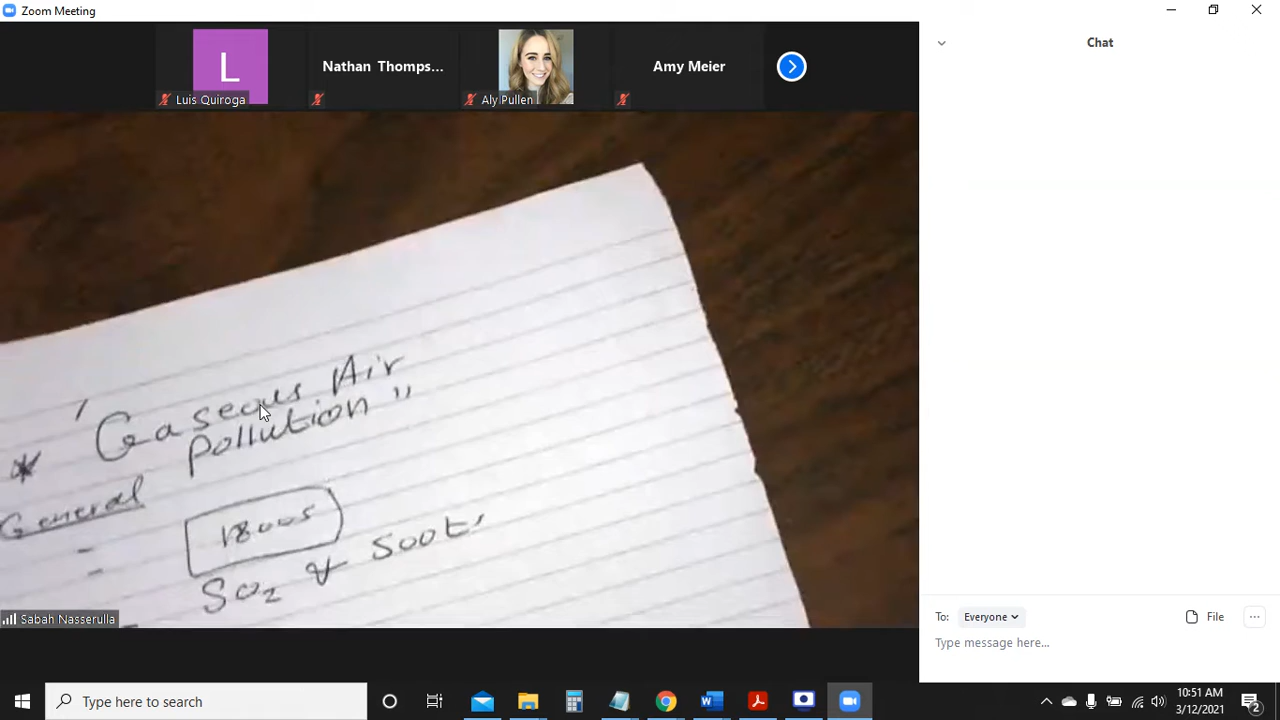 Zoom Meeting
L
Luis Quiroga
Nathan Thomps...
Aly Pullen
Amy Meier
Chat
' Gaseous Air
Pollution "
General
1800s
SO₂ & Soot
Sabah Nasserulla
To: Everyone
File
Type message here...
Type here to search
10:51 AM
3/12/2021
2